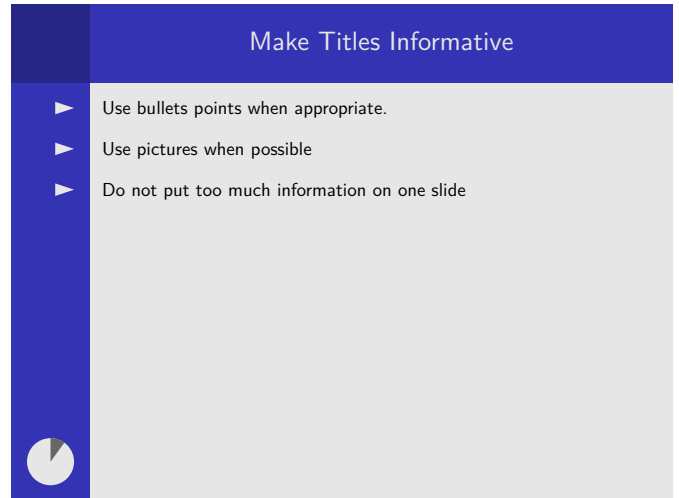 Make Titles Informative
Use bullets points when appropriate.
Use pictures when possible
Do not put too much information on one slide